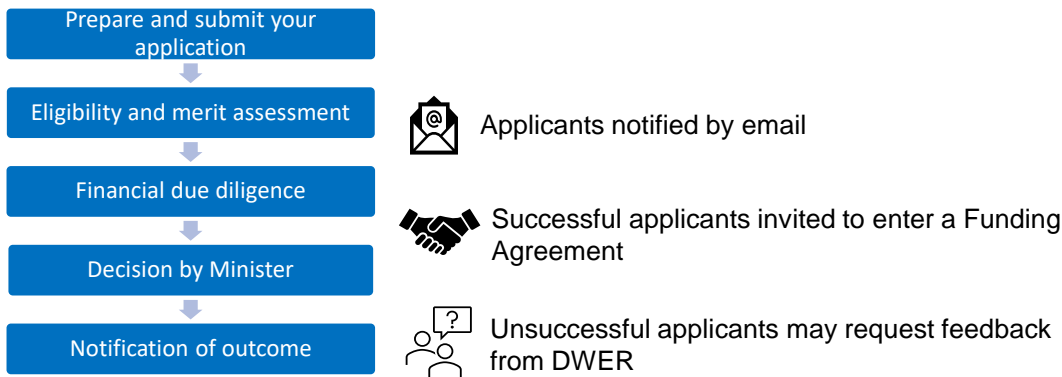 Prepare and submit your
application
Eligibility and merit assessment
Financial due diligence
Decision by Minister
Notification of outcome
@
Applicants notified by email
Successful applicants invited to enter a Funding
Agreement
?
Unsuccessful applicants may request feedback
from DWER